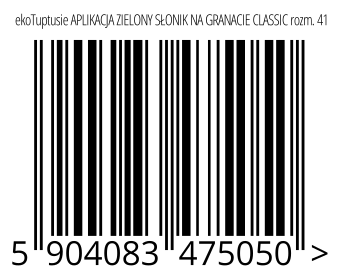 ekoTuptusie APLIKACJA ZIELONY SŁONIK NA GRANACIE CLASSIC rozm. 41
5 904083 475050 >